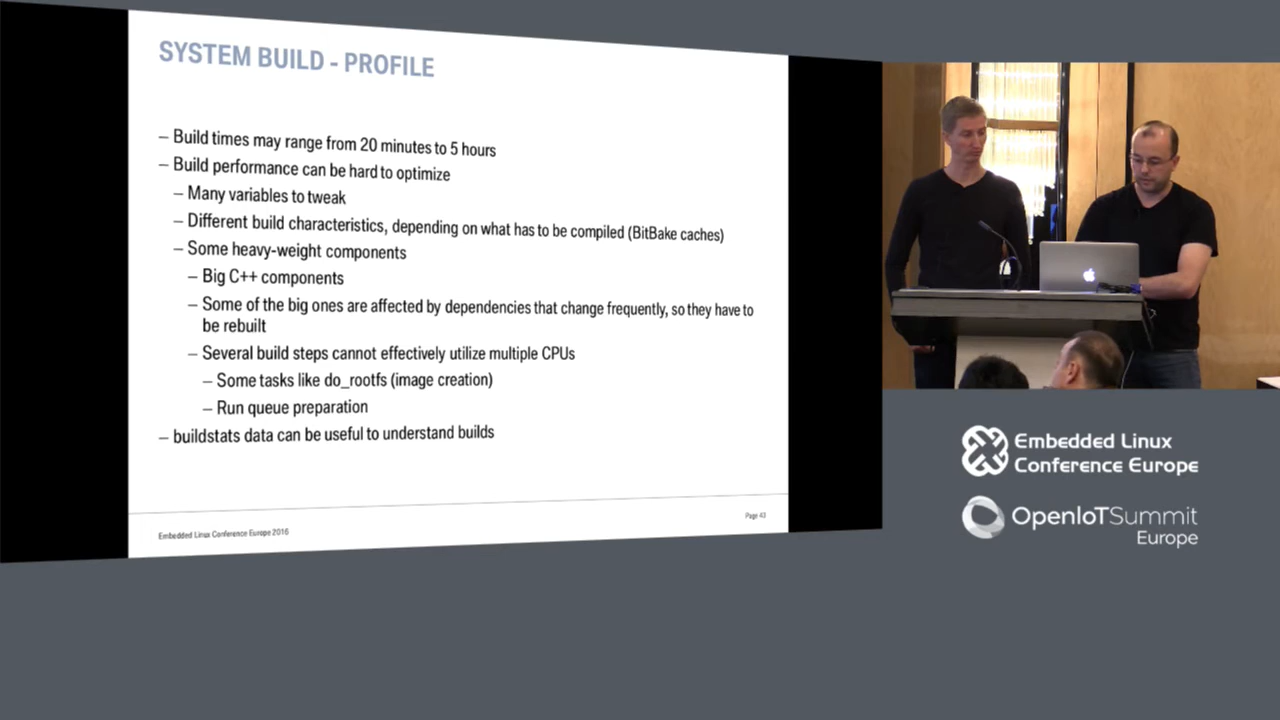 SYSTEM BUILD - PROFILE
– Build times may range from 20 minutes to 5 hours
– Build performance can be hard to optimize
– Many variables to tweak
– Different build characteristics, depending on what has to be compiled (BitBake caches)
– Some heavy-weight components
– Big C++ components
– Some of the big ones are affected by dependencies that change frequently, so they have to
be rebuilt
– Several build steps cannot effectively utilize multiple CPUs
– Some tasks like do_rootfs (image creation)
– Run queue preparation
– buildstats data can be useful to understand builds
Embedded Linux Conference Europe 2016
Page 43
Embedded Linux
Conference Europe
OpenIoTSummit
Europe